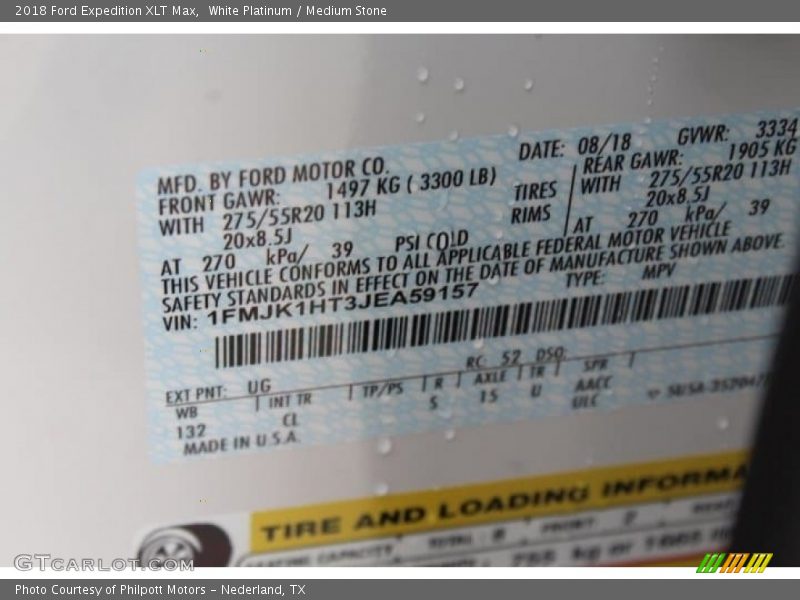 2018 Ford Expedition XLT Max, White Platinum / Medium Stone
MFD. BY FORD MOTOR CO.
DATE: 08/18 GVWR: 3334
FRONT GAWR: 1497 KG ( 3300 LB) REAR GAWR: 1905 KG
WITH 275/55R20 113H TIRES WITH 275/55R20 113H
20x8.5J RIMS 20x8.5J
AT 270 kPa/ 39 PSI COLD AT 270 kPa/ 39
THIS VEHICLE CONFORMS TO ALL APPLICABLE FEDERAL MOTOR VEHICLE
SAFETY STANDARDS IN EFFECT ON THE DATE OF MANUFACTURE SHOWN ABOVE.
VIN: 1FMJK1HT3JEA59157 TYPE: MPV
EXT PNT: UG RC: 52 DSO:
WB INT TR TP/PS R AXLE TR SPR
132 CL S 15 U AACC
ULC
MADE IN U.S.A.
TIRE AND LOADING INFORMA
GTCARLOT.COM
Photo Courtesy of Philpott Motors - Nederland, TX